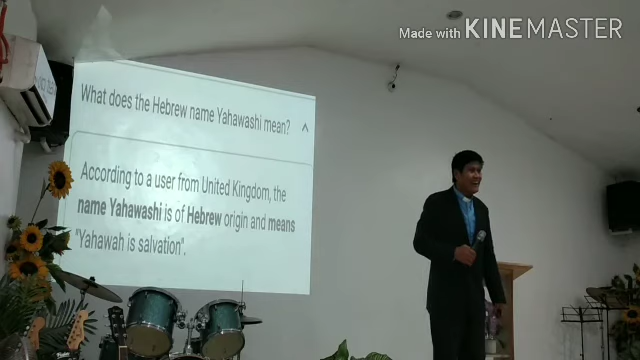 Made with KINEMASTER
What does the Hebrew name Yahawashi mean?
According to a user from United Kingdom, the
name Yahawashi is of Hebrew origin and means
"Yahawah is salvation".